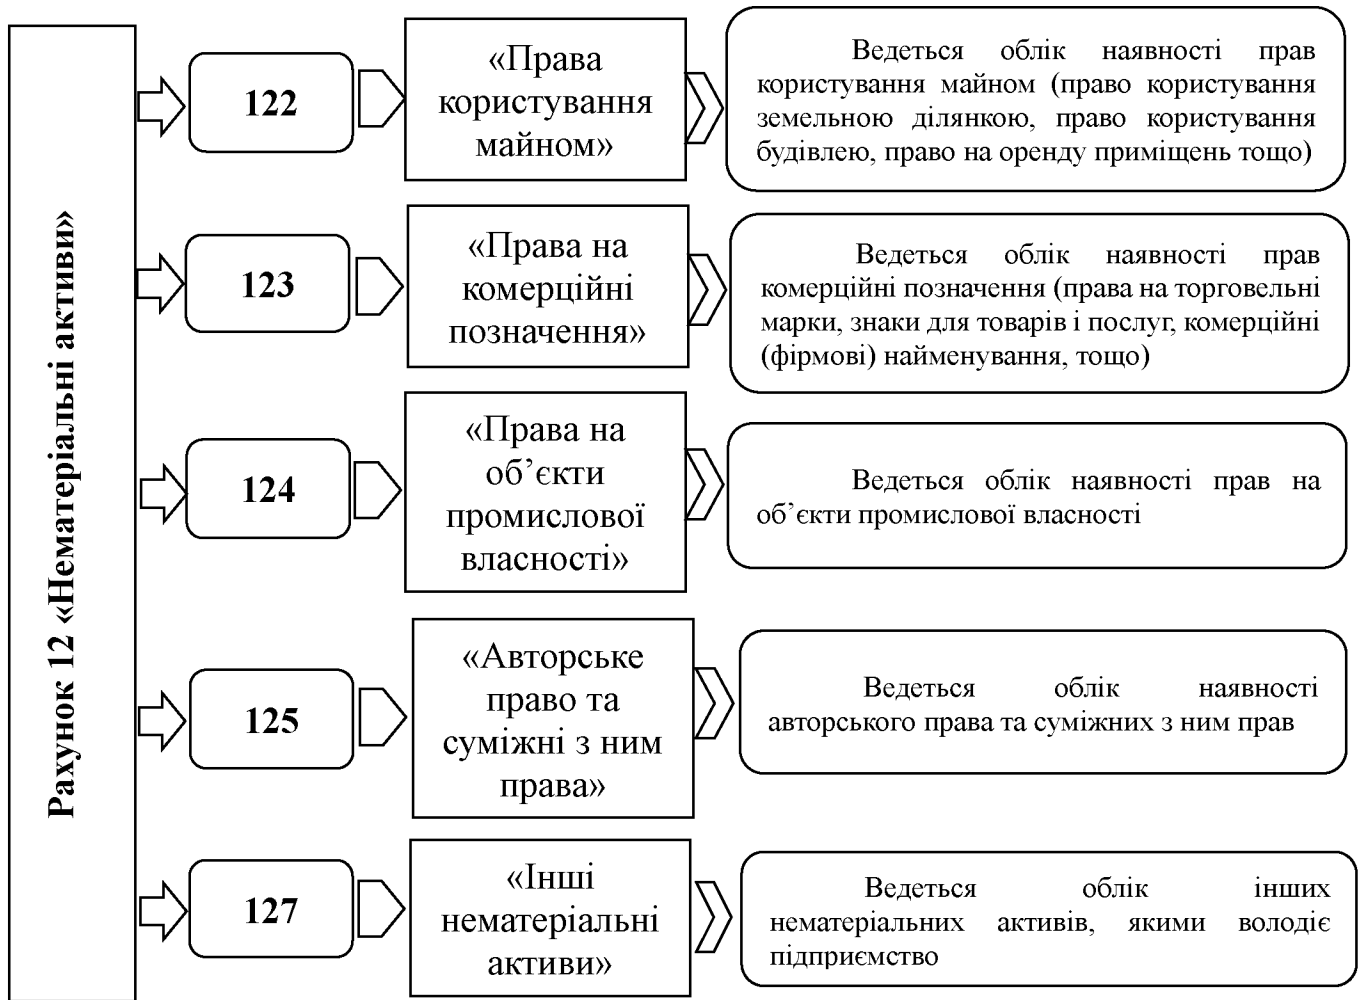 Рахунок 12 «Нематеріальні активи»
122
«Права
користування
майном»
Ведеться облік наявності прав
користування майном (право користування
земельною ділянкою, право користування
будівлею, право на оренду приміщень тощо)
123
«Права на
комерційні
позначення»
Ведеться облік наявності прав
комерційні позначення (права на торговельні
марки, знаки для товарів і послуг, комерційні
(фірмові) найменування, тощо)
124
«Права на
об’єкти
промислової
власності»
Ведеться облік наявності прав на
об’єкти промислової власності
125
«Авторське
право та
суміжні з ним
права»
Ведеться облік наявності
авторського права та суміжних з ним прав
127
«Інші
нематеріальні
активи»
Ведеться облік інших
нематеріальних активів, якими володіє
підприємство